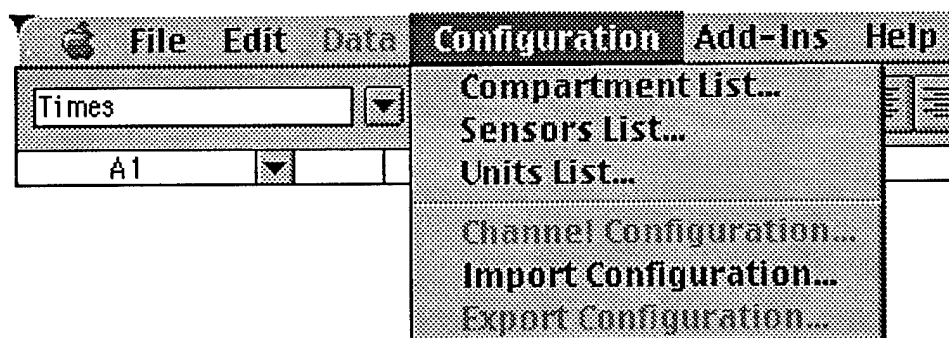 File Edit Data Configuration Add-Ins Help
Times
Compartment List...
Sensors List...
A1
Units List...
Channel Configuration...
Import Configuration...
Export Configuration...